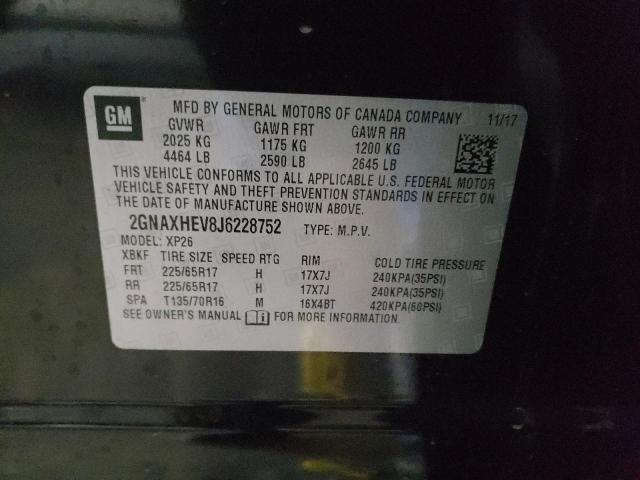 GM
MFD BY GENERAL MOTORS OF CANADA COMPANY 11/17
GVWR GAWR FRT GAWR RR
2025 KG 1175 KG 1200 KG
4464 LB 2590 LB 2645 LB
THIS VEHICLE CONFORMS TO ALL APPLICABLE U.S. FEDERAL MOTOR
VEHICLE SAFETY AND THEFT PREVENTION STANDARDS IN EFFECT ON
THE DATE OF MANUFACTURE SHOWN ABOVE.
2GNAXHEV8J6228752 TYPE: M.P.V.
MODEL: XP26
XBKF TIRE SIZE SPEED RTG RIM COLD TIRE PRESSURE
FRT 225/65R17 H 17X7J 240KPA(35PSI)
RR 225/65R17 H 17X7J 240KPA(35PSI)
SPA T135/70R16 M 16X4BT 420KPA(60PSI)
SEE OWNER'S MANUAL FOR MORE INFORMATION.